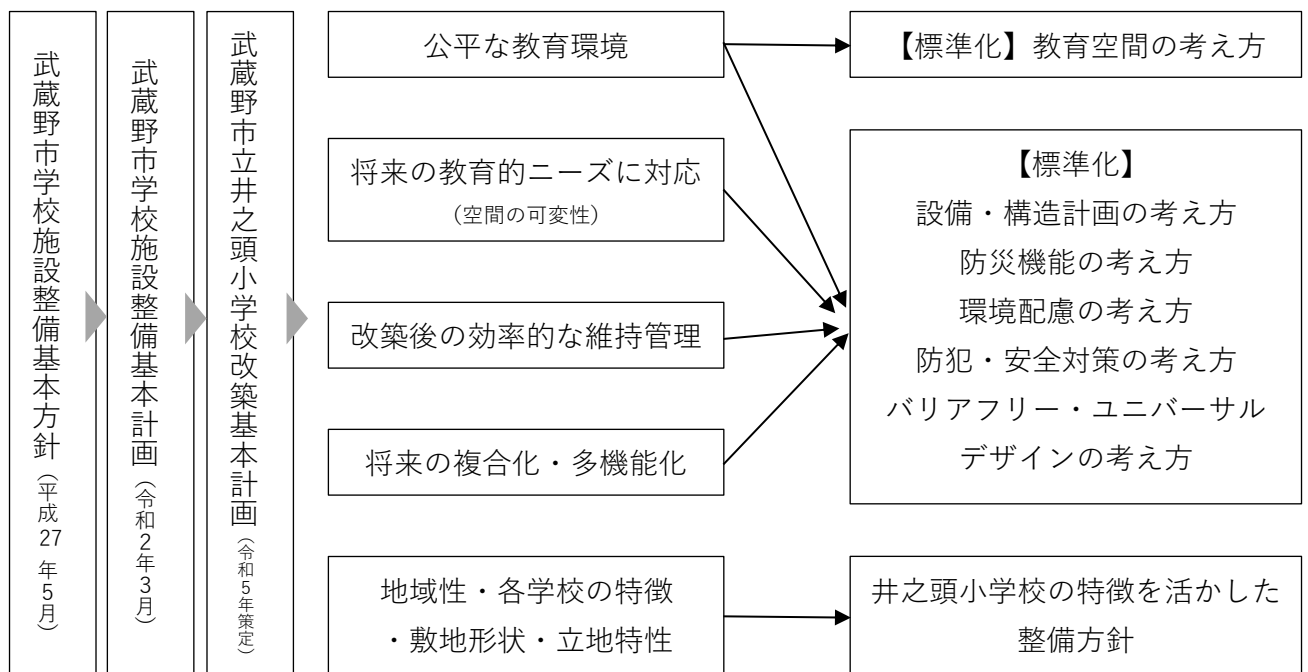 武蔵野市学校施設整備基本方針（平成27年5月）
武蔵野市学校施設整備基本計画（令和2年3月）
武蔵野市立井之頭小学校改築基本計画（令和5年策定）
公平な教育環境
将来の教育的ニーズに対応
（空間の可変性）
改築後の効率的な維持管理
将来の複合化・多機能化
地域性・各学校の特徴
・敷地形状・立地特性
【標準化】教育空間の考え方
【標準化】
設備・構造計画の考え方
防災機能の考え方
環境配慮の考え方
防犯・安全対策の考え方
バリアフリー・ユニバーサル
デザインの考え方
井之頭小学校の特徴を活かした
整備方針